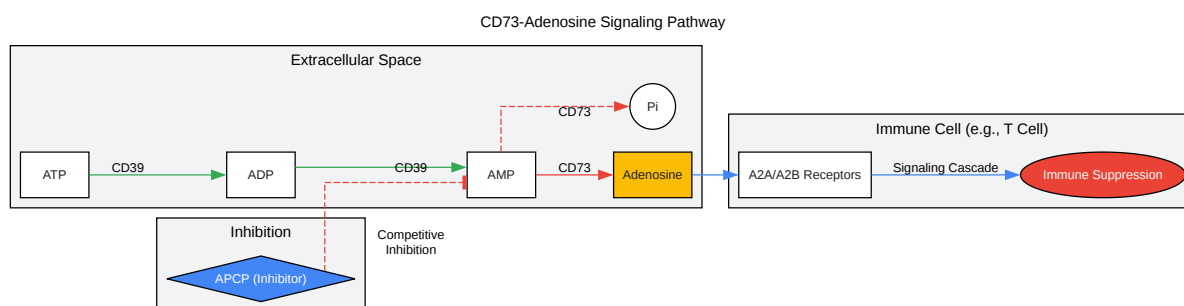 CD73-Adenosine Signaling Pathway
Extracellular Space
CD73
Pi
ATP
CD39
ADP
CD39
AMP
CD73
Adenosine
Immune Cell (e.g., T Cell)
A2A/A2B Receptors
Signaling Cascade
Immune Suppression
Inhibition
Competitive
Inhibition
APCP (Inhibitor)